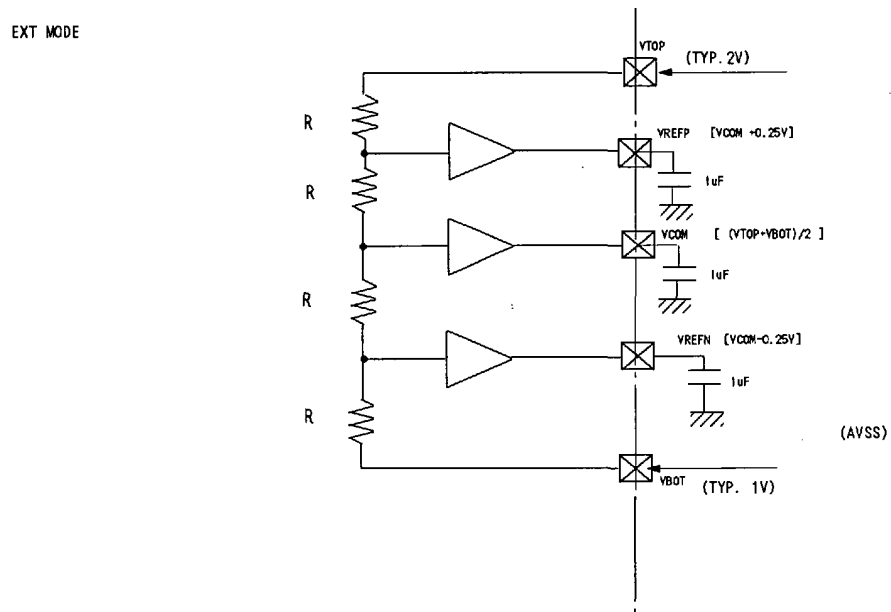 EXT MODE
VTOP
(TYP. 2V)
R
VREFP [VCOM +0.25V]
1uF
R
VCOM [ (VTOP+VBOT)/2 ]
1uF
R
VREFN [VCOM-0.25V]
1uF
R
(AVSS)
VBOT
(TYP. 1V)